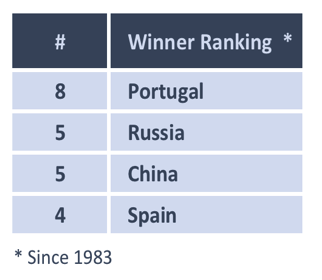 # Winner Ranking *
8 Portugal
5 Russia
5 China
4 Spain
* Since 1983